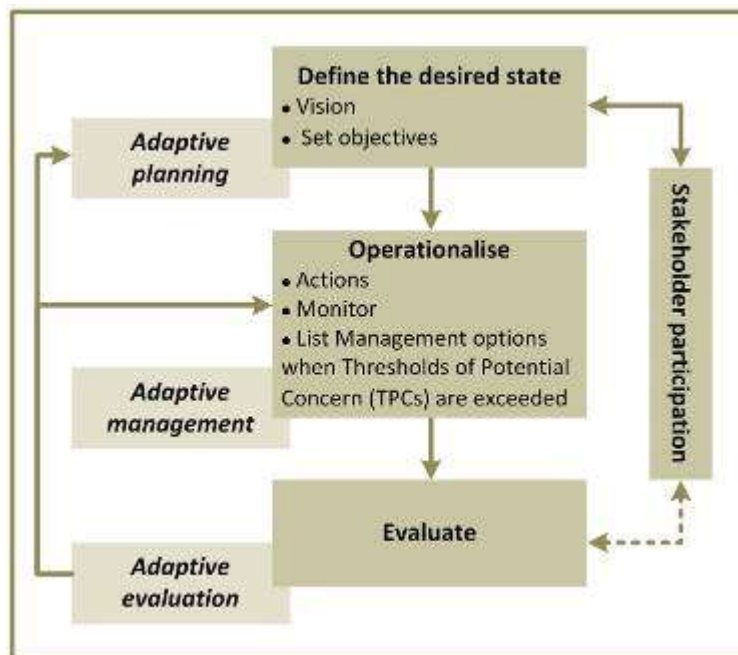 Define the desired state
• Vision
• Set objectives
Adaptive
planning
Operationalise
• Actions
• Monitor
• List Management options
when Thresholds of Potential
Concern (TPCs) are exceeded
Adaptive
management
Evaluate
Adaptive
evaluation
Stakeholder participation